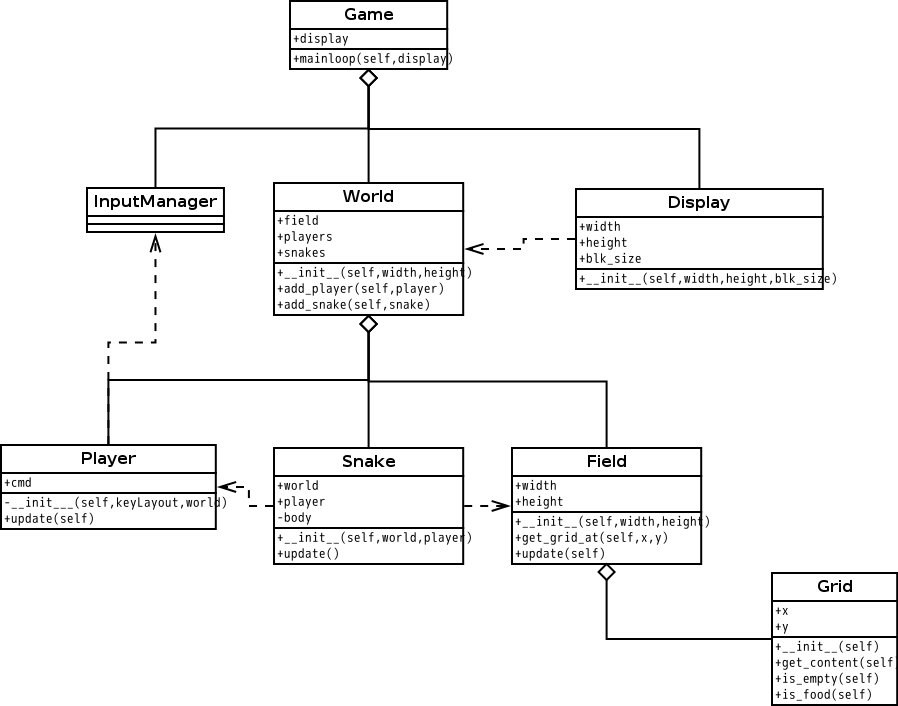 Game
+display
+mainloop(self,display)
InputManager
World
+field
+players
+snakes
+__init__(self,width,height)
+add_player(self,player)
+add_snake(self,snake)
Display
+width
+height
+blk_size
+__init__(self,width,height,blk_size)
Player
+cmd
-__init___(self,keyLayout,world)
+update(self)
Snake
+world
+player
-body
+__init__(self,world,player)
+update()
Field
+width
+height
+__init__(self,width,height)
+get_grid_at(self,x,y)
+update(self)
Grid
+x
+y
+__init__(self)
+get_content(self
+is_empty(self)
+is_food(self)